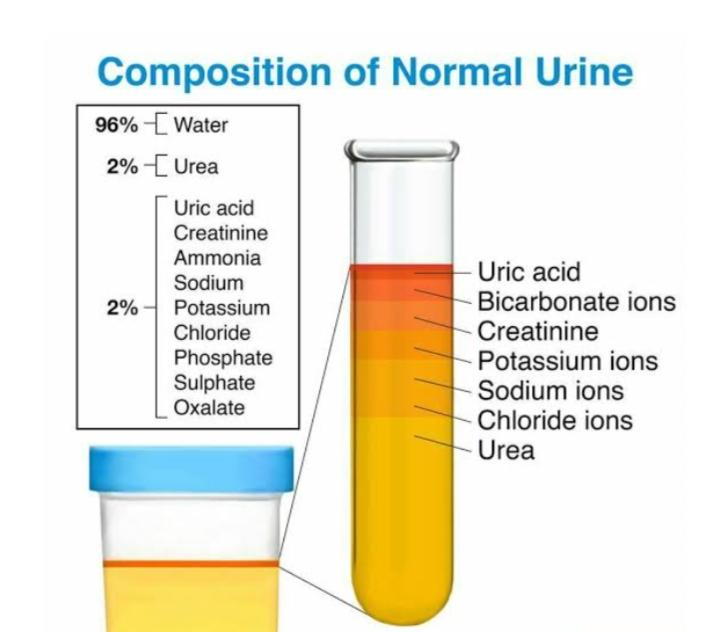 Composition of Normal Urine
96% Water
2% Urea
Uric acid
Creatinine
Ammonia
Sodium
2% Potassium
Chloride
Phosphate
Sulphate
Oxalate
Uric acid
Bicarbonate ions
Creatinine
Potassium ions
Sodium ions
Chloride ions
Urea